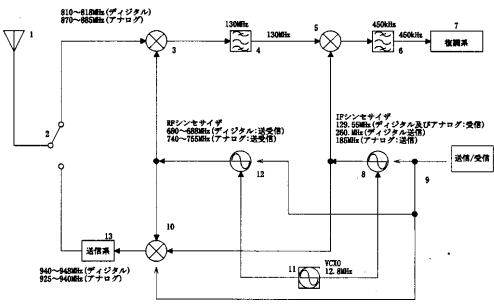 810～818MHz(ディジタル)
870～885MHz(アナログ)
1
2
3
130MHz
4
130MHz
5
450kHz
6
450kHz
7
復調系
RFシンセサイザ
680～688MHz(ディジタル:送受信)
740～755MHz(アナログ:送受信)
IFシンセサイザ
129.55MHz(ディジタル及びアナログ:受信)
260.MHz(ディジタル送信)
185MHz(アナログ:送信)
12
8
9
送信/受信
10
13
送信系
11
VCXO
12.8MHz
940～948MHz(ディジタル)
925～940MHz(アナログ)